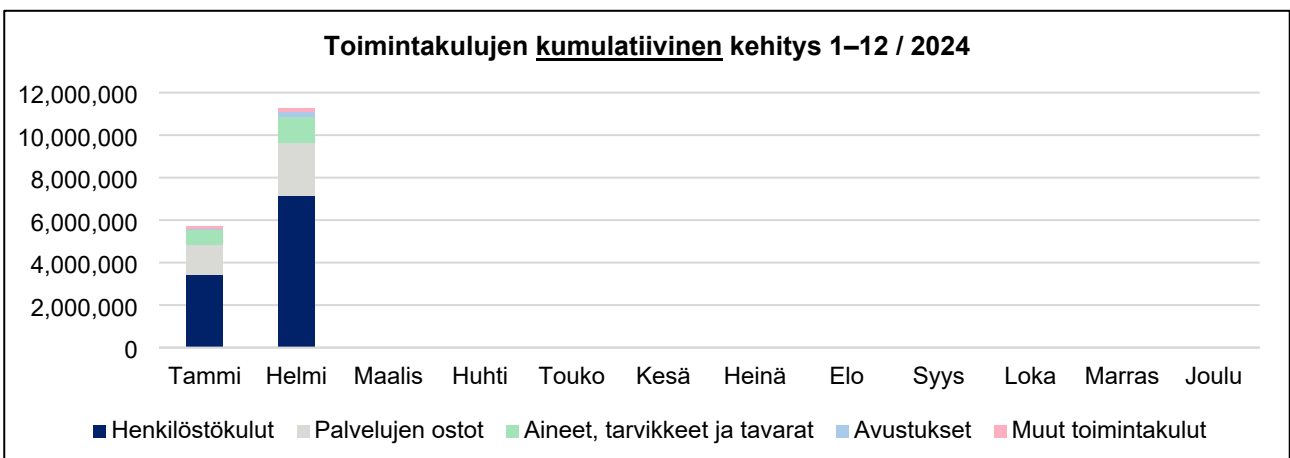 Toimintakulujen kumulatiivinen kehitys 1–12 / 2024
12,000,000
10,000,000
8,000,000
6,000,000
4,000,000
2,000,000
0
Tammi Helmi Maalis Huhti Touko Kesä Heinä Elo Syys Loka Marras Joulu
Henkilöstökulut Palvelujen ostot Aineet, tarvikkeet ja tavarat Avustukset Muut toimintakulut